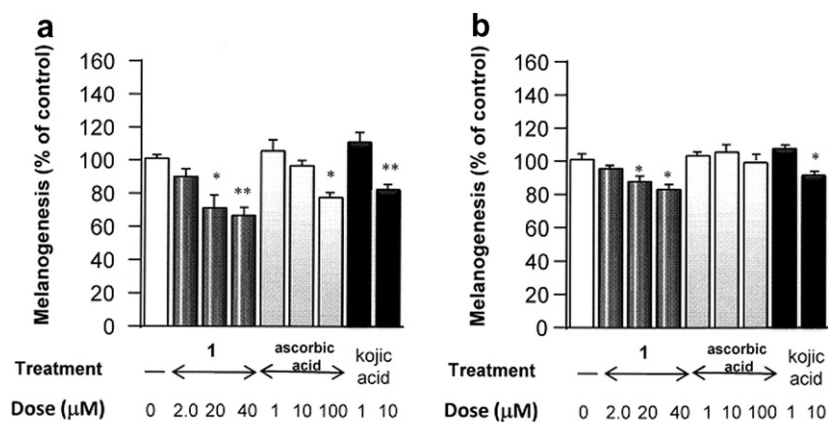 a
Melanogenesis (% of control)
160
140
120
100
80
60
40
20
0
*
**
*
**
Treatment
—
1
ascorbic
acid
kojic
acid
Dose (μM)
0 2.0 20 40 1 10 100 1 10
b
Melanogenesis (% of control)
160
140
120
100
80
60
40
20
0
*
*
*
Treatment
—
1
ascorbic
acid
kojic
acid
Dose (μM)
0 2.0 20 40 1 10 100 1 10